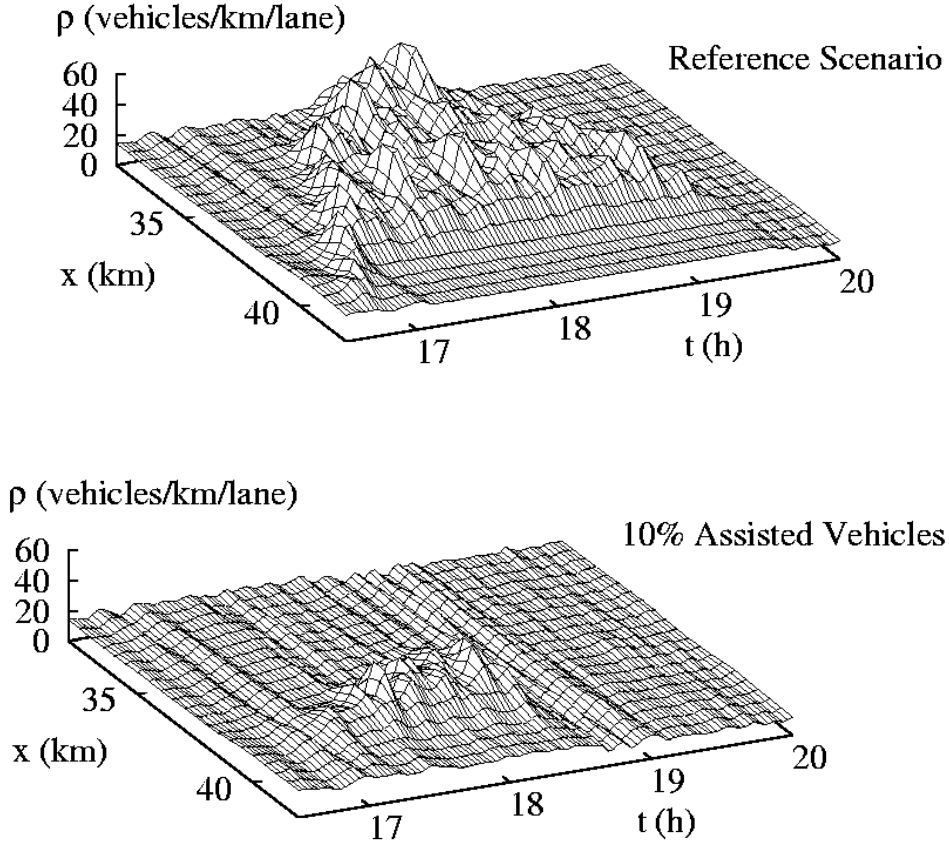 ρ (vehicles/km/lane)
Reference Scenario
60
40
20
0
35
x (km)
40
17
18
19
20
t (h)
ρ (vehicles/km/lane)
10% Assisted Vehicles
60
40
20
0
35
x (km)
40
17
18
19
20
t (h)